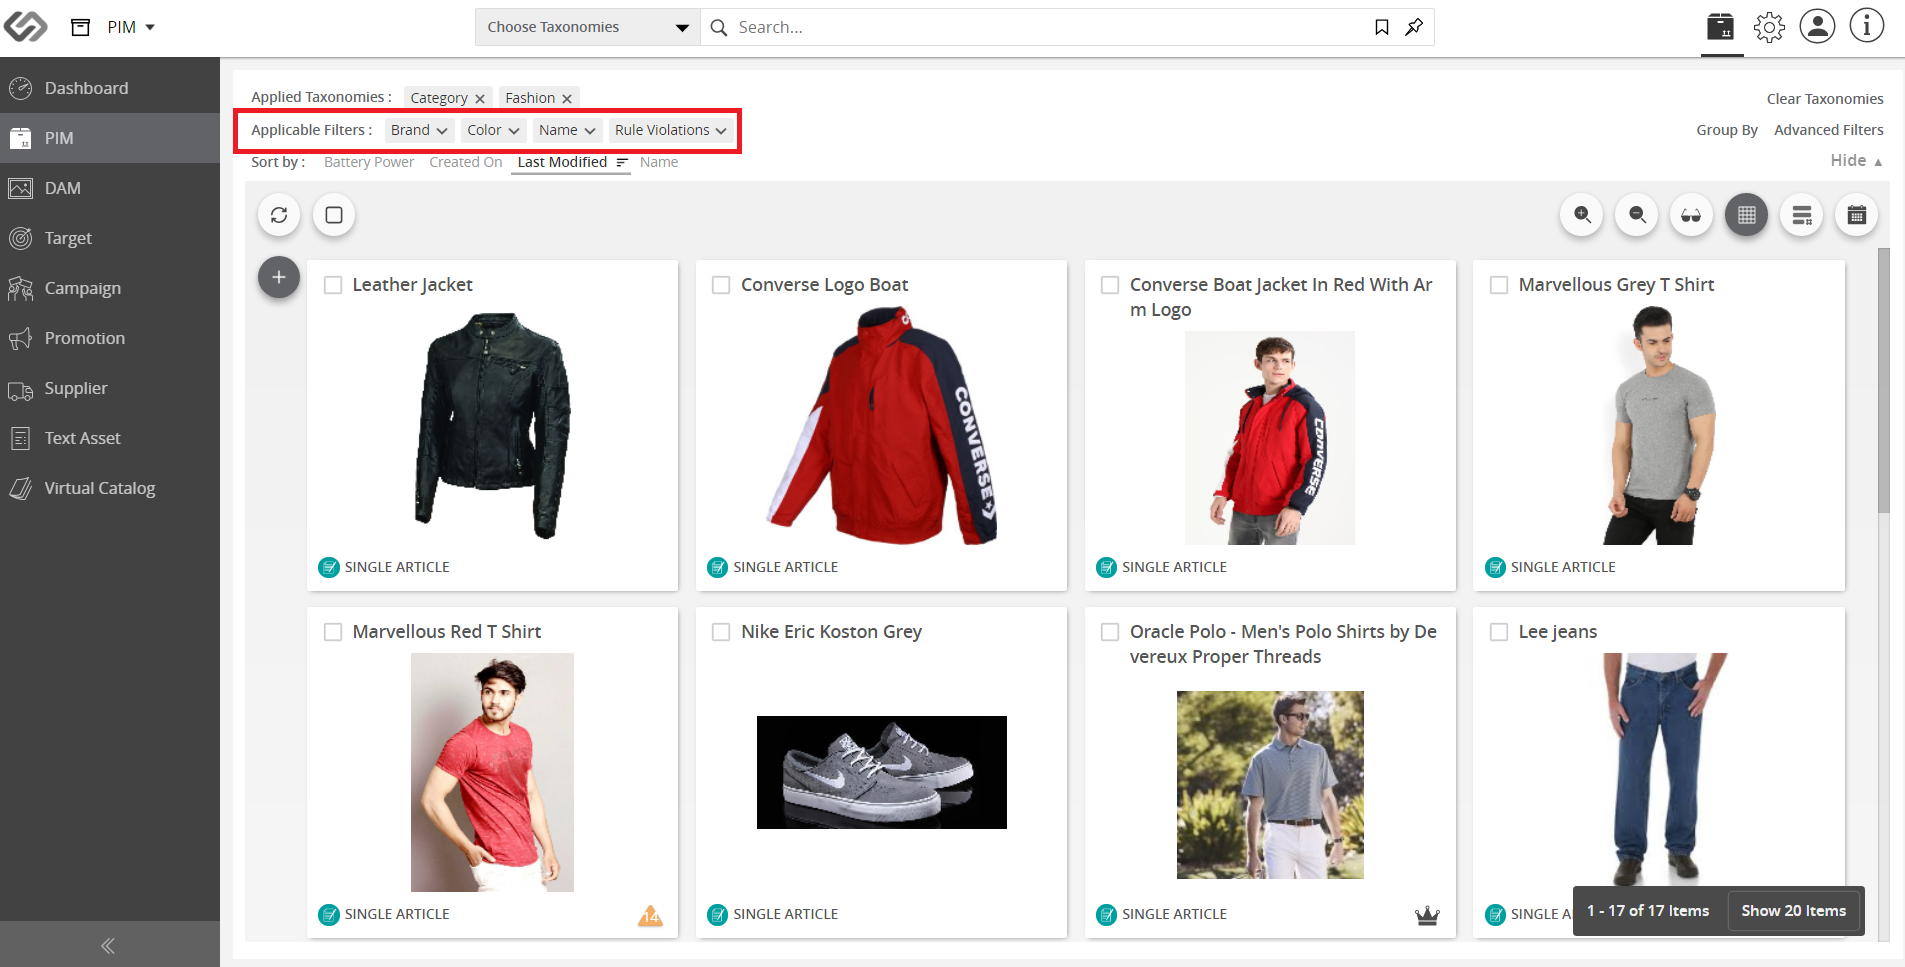 PIM
Choose Taxonomies
Search...
Dashboard
PIM
DAM
Target
Campaign
Promotion
Supplier
Text Asset
Virtual Catalog
Applied Taxonomies : Category Fashion
Clear Taxonomies
Applicable Filters : Brand Color Name Rule Violations
Group By Advanced Filters
Sort by : Battery Power Created On Last Modified Name
Hide
Leather Jacket
CONVERSE
SINGLE ARTICLE
Converse Logo Boat
SINGLE ARTICLE
Converse Boat Jacket In Red With Ar
m Logo
CONVERSE
SINGLE ARTICLE
Marvellous Grey T Shirt
SINGLE ARTICLE
Marvellous Red T Shirt
SINGLE ARTICLE
14
Nike Eric Koston Grey
SINGLE ARTICLE
Oracle Polo - Men's Polo Shirts by De
vereux Proper Threads
SINGLE ARTICLE
Lee jeans
SINGLE A
1 - 17 of 17 Items
Show 20 Items